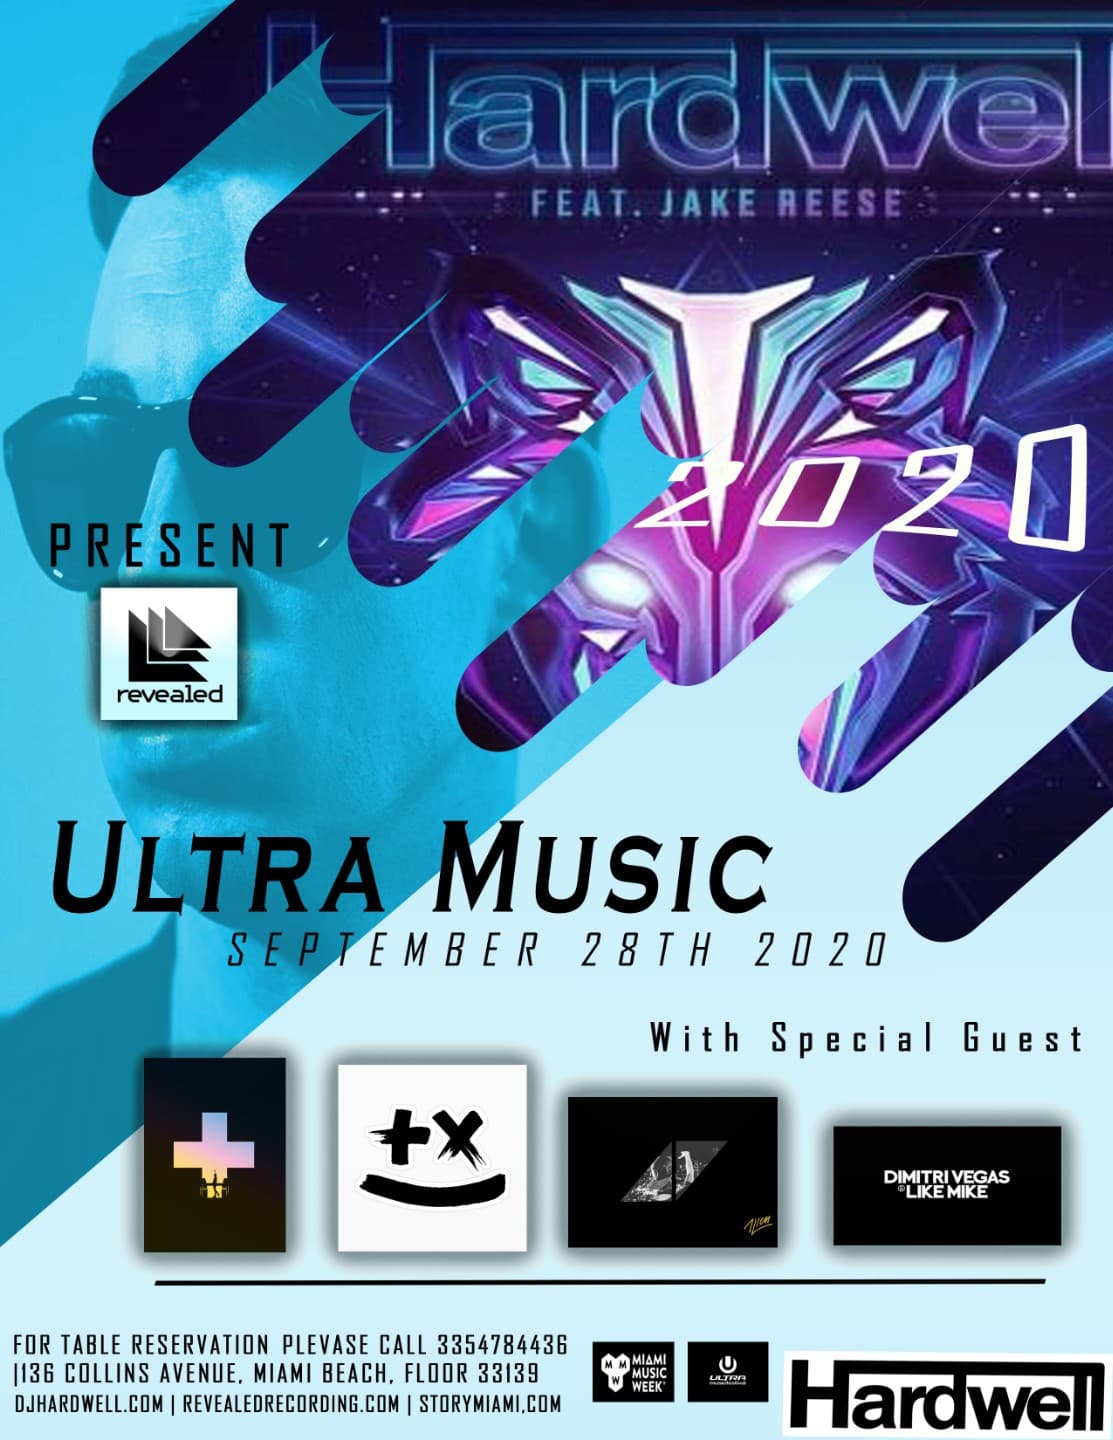 Hardwell
FEAT. JAKE REESE
2020
PRESENT
revealed
ULTRA MUSIC
SEPTEMBER 28TH 2020
With Special Guest
+x
DIMITRI VEGAS
& LIKE MIKE
FOR TABLE RESERVATION PLEVASE CALL 3354784436
|136 COLLINS AVENUE, MIAMI BEACH, FLOOR 33139
DJHARDWELL.COM | REVEALEDRECORDING.COM | STORYMIAMI,COM
MMW
MIAMI
MUSIC
WEEK
ULTRA
Hardwell